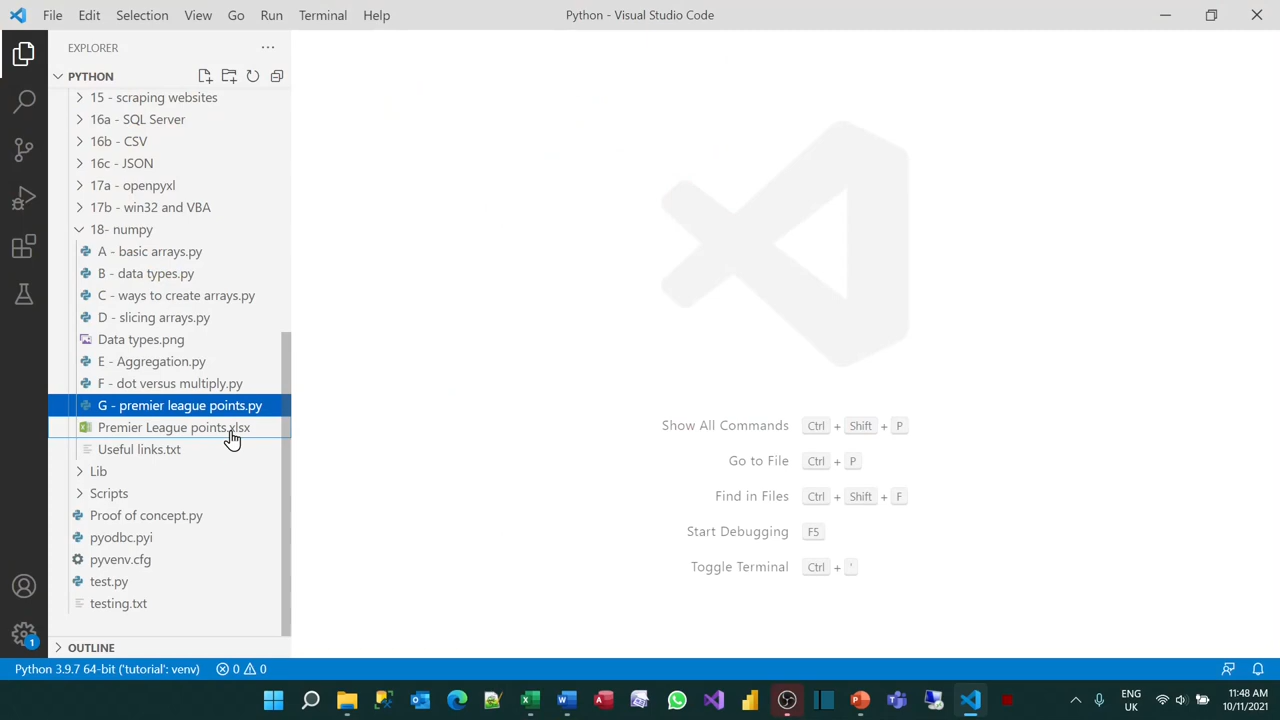 File Edit Selection View Go Run Terminal Help
Python - Visual Studio Code
EXPLORER
PYTHON
15 - scraping websites
16a - SQL Server
16b - CSV
16c - JSON
17a - openpyxl
17b - win32 and VBA
18- numpy
A - basic arrays.py
B - data types.py
C - ways to create arrays.py
D - slicing arrays.py
Data types.png
E - Aggregation.py
F - dot versus multiply.py
G - premier league points.py
Premier League points.xlsx
Useful links.txt
Lib
Scripts
Proof of concept.py
pyodbc.pyi
pyvenv.cfg
test.py
testing.txt
OUTLINE
Show All Commands Ctrl + Shift + P
Go to File Ctrl + P
Find in Files Ctrl + Shift + F
Start Debugging F5
Toggle Terminal Ctrl + '
1
Python 3.9.7 64-bit ('tutorial': venv) 0 0
ENG
UK
11:48 AM
10/11/2021